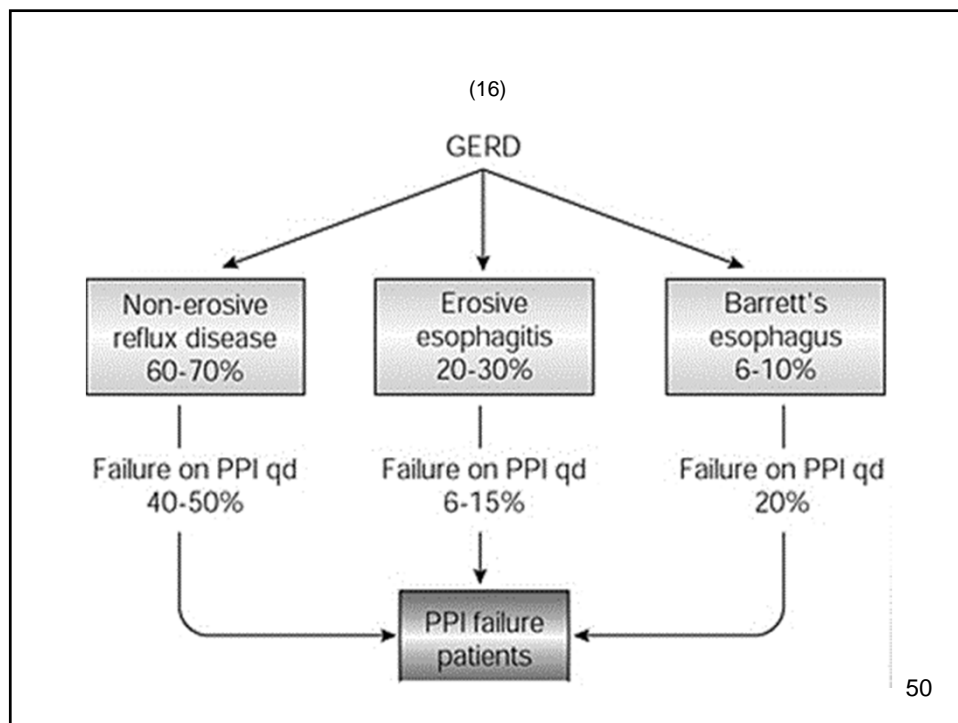 (16)
GERD
Non-erosive
reflux disease
60-70%
Erosive
esophagitis
20-30%
Barrett's
esophagus
6-10%
Failure on PPI qd
40-50%
Failure on PPI qd
6-15%
Failure on PPI qd
20%
PPI failure
patients
50